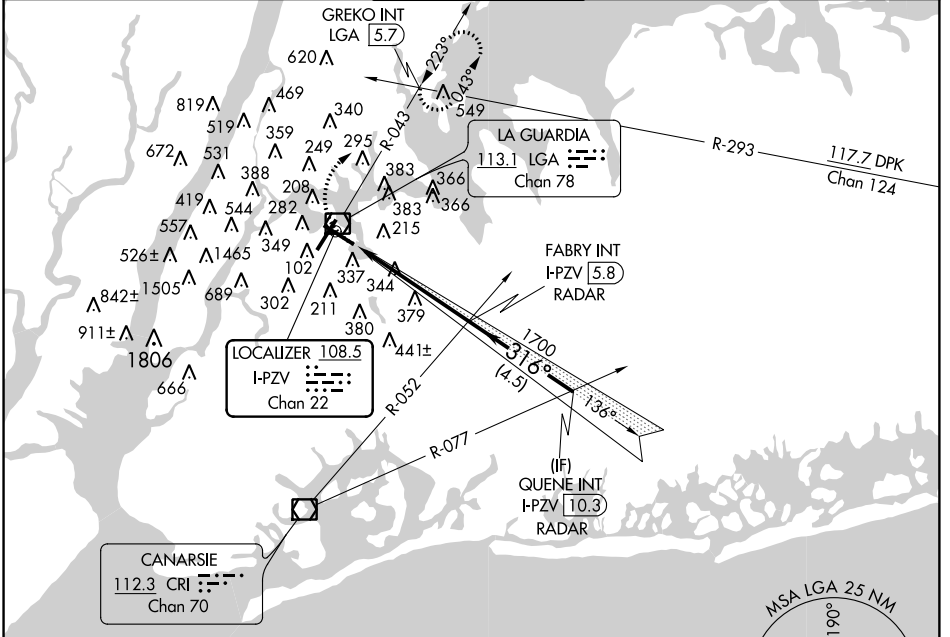 GREKO INT
LGA 5.7
223°
043°
620
549
819
469
519
340
359
R-043
295
672
531
249
388
208
383
366
383
366
419
544
282
557
349
215
526±
1465
102
337
344
1505
689
302
211
379
842±
380
911±
441±
1806
666
LA GUARDIA
113.1 LGA
Chan 78
R-293
117.7 DPK
Chan 124
FABRY INT
I-PZV 5.8
RADAR
1700
316°
(4.5)
136°
LOCALIZER 108.5
I-PZV
Chan 22
R-052
R-077
(IF)
QUENE INT
I-PZV 10.3
RADAR
CANARSIE
112.3 CRI
Chan 70
MSA LGA 25 NM